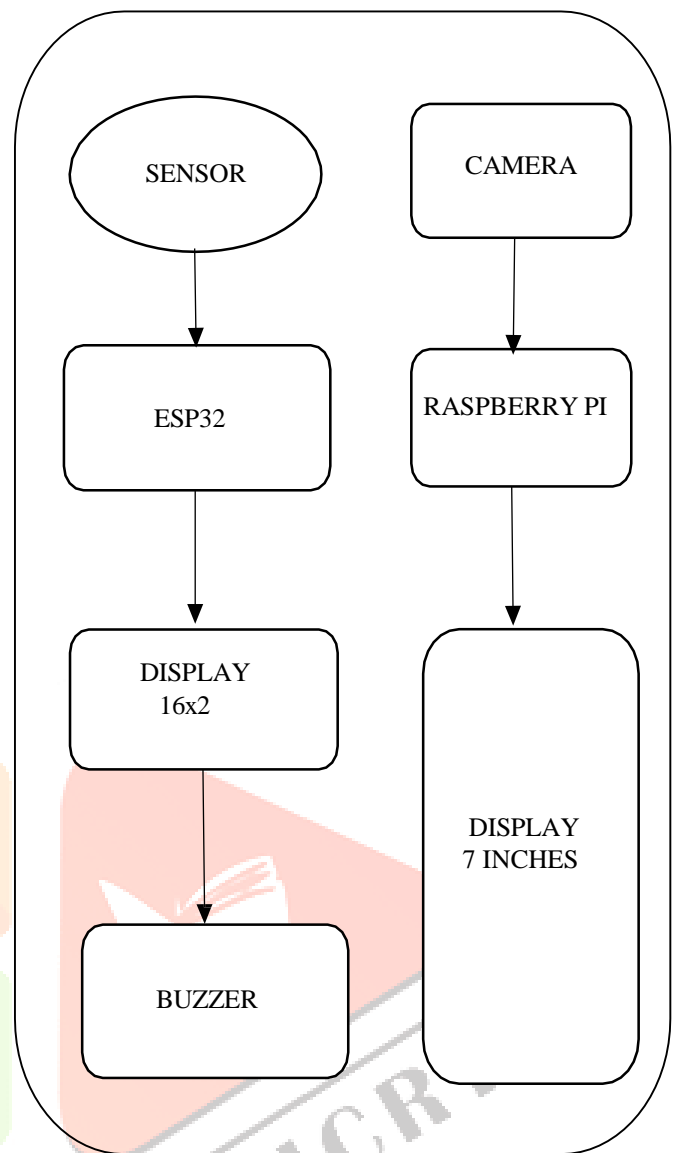 SENSOR
CAMERA
ESP32
RASPBERRY PI
DISPLAY
16x2
DISPLAY
7 INCHES
BUZZER